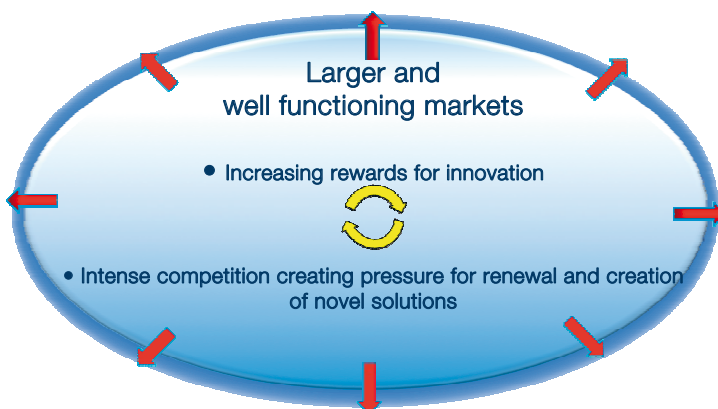 Larger and
well functioning markets
• Increasing rewards for innovation
• Intense competition creating pressure for renewal and creation
of novel solutions